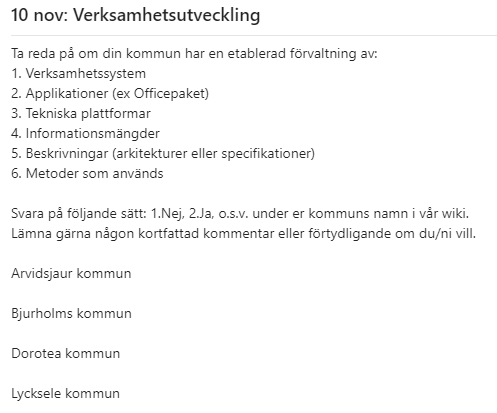 10 nov: Verksamhetsutveckling
Ta reda på om din kommun har en etablerad förvaltning av:
1. Verksamhetssystem
2. Applikationer (ex Officepaket)
3. Tekniska plattformar
4. Informationsmängder
5. Beskrivningar (arkitekturer eller specifikationer)
6. Metoder som används
Svara på följande sätt: 1.Nej, 2.Ja, o.s.v. under er kommuns namn i vår wiki.
Lämna gärna någon kortfattad kommentar eller förtydligande om du/ni vill.
Arvidsjaur kommun
Bjurholms kommun
Dorotea kommun
Lycksele kommun